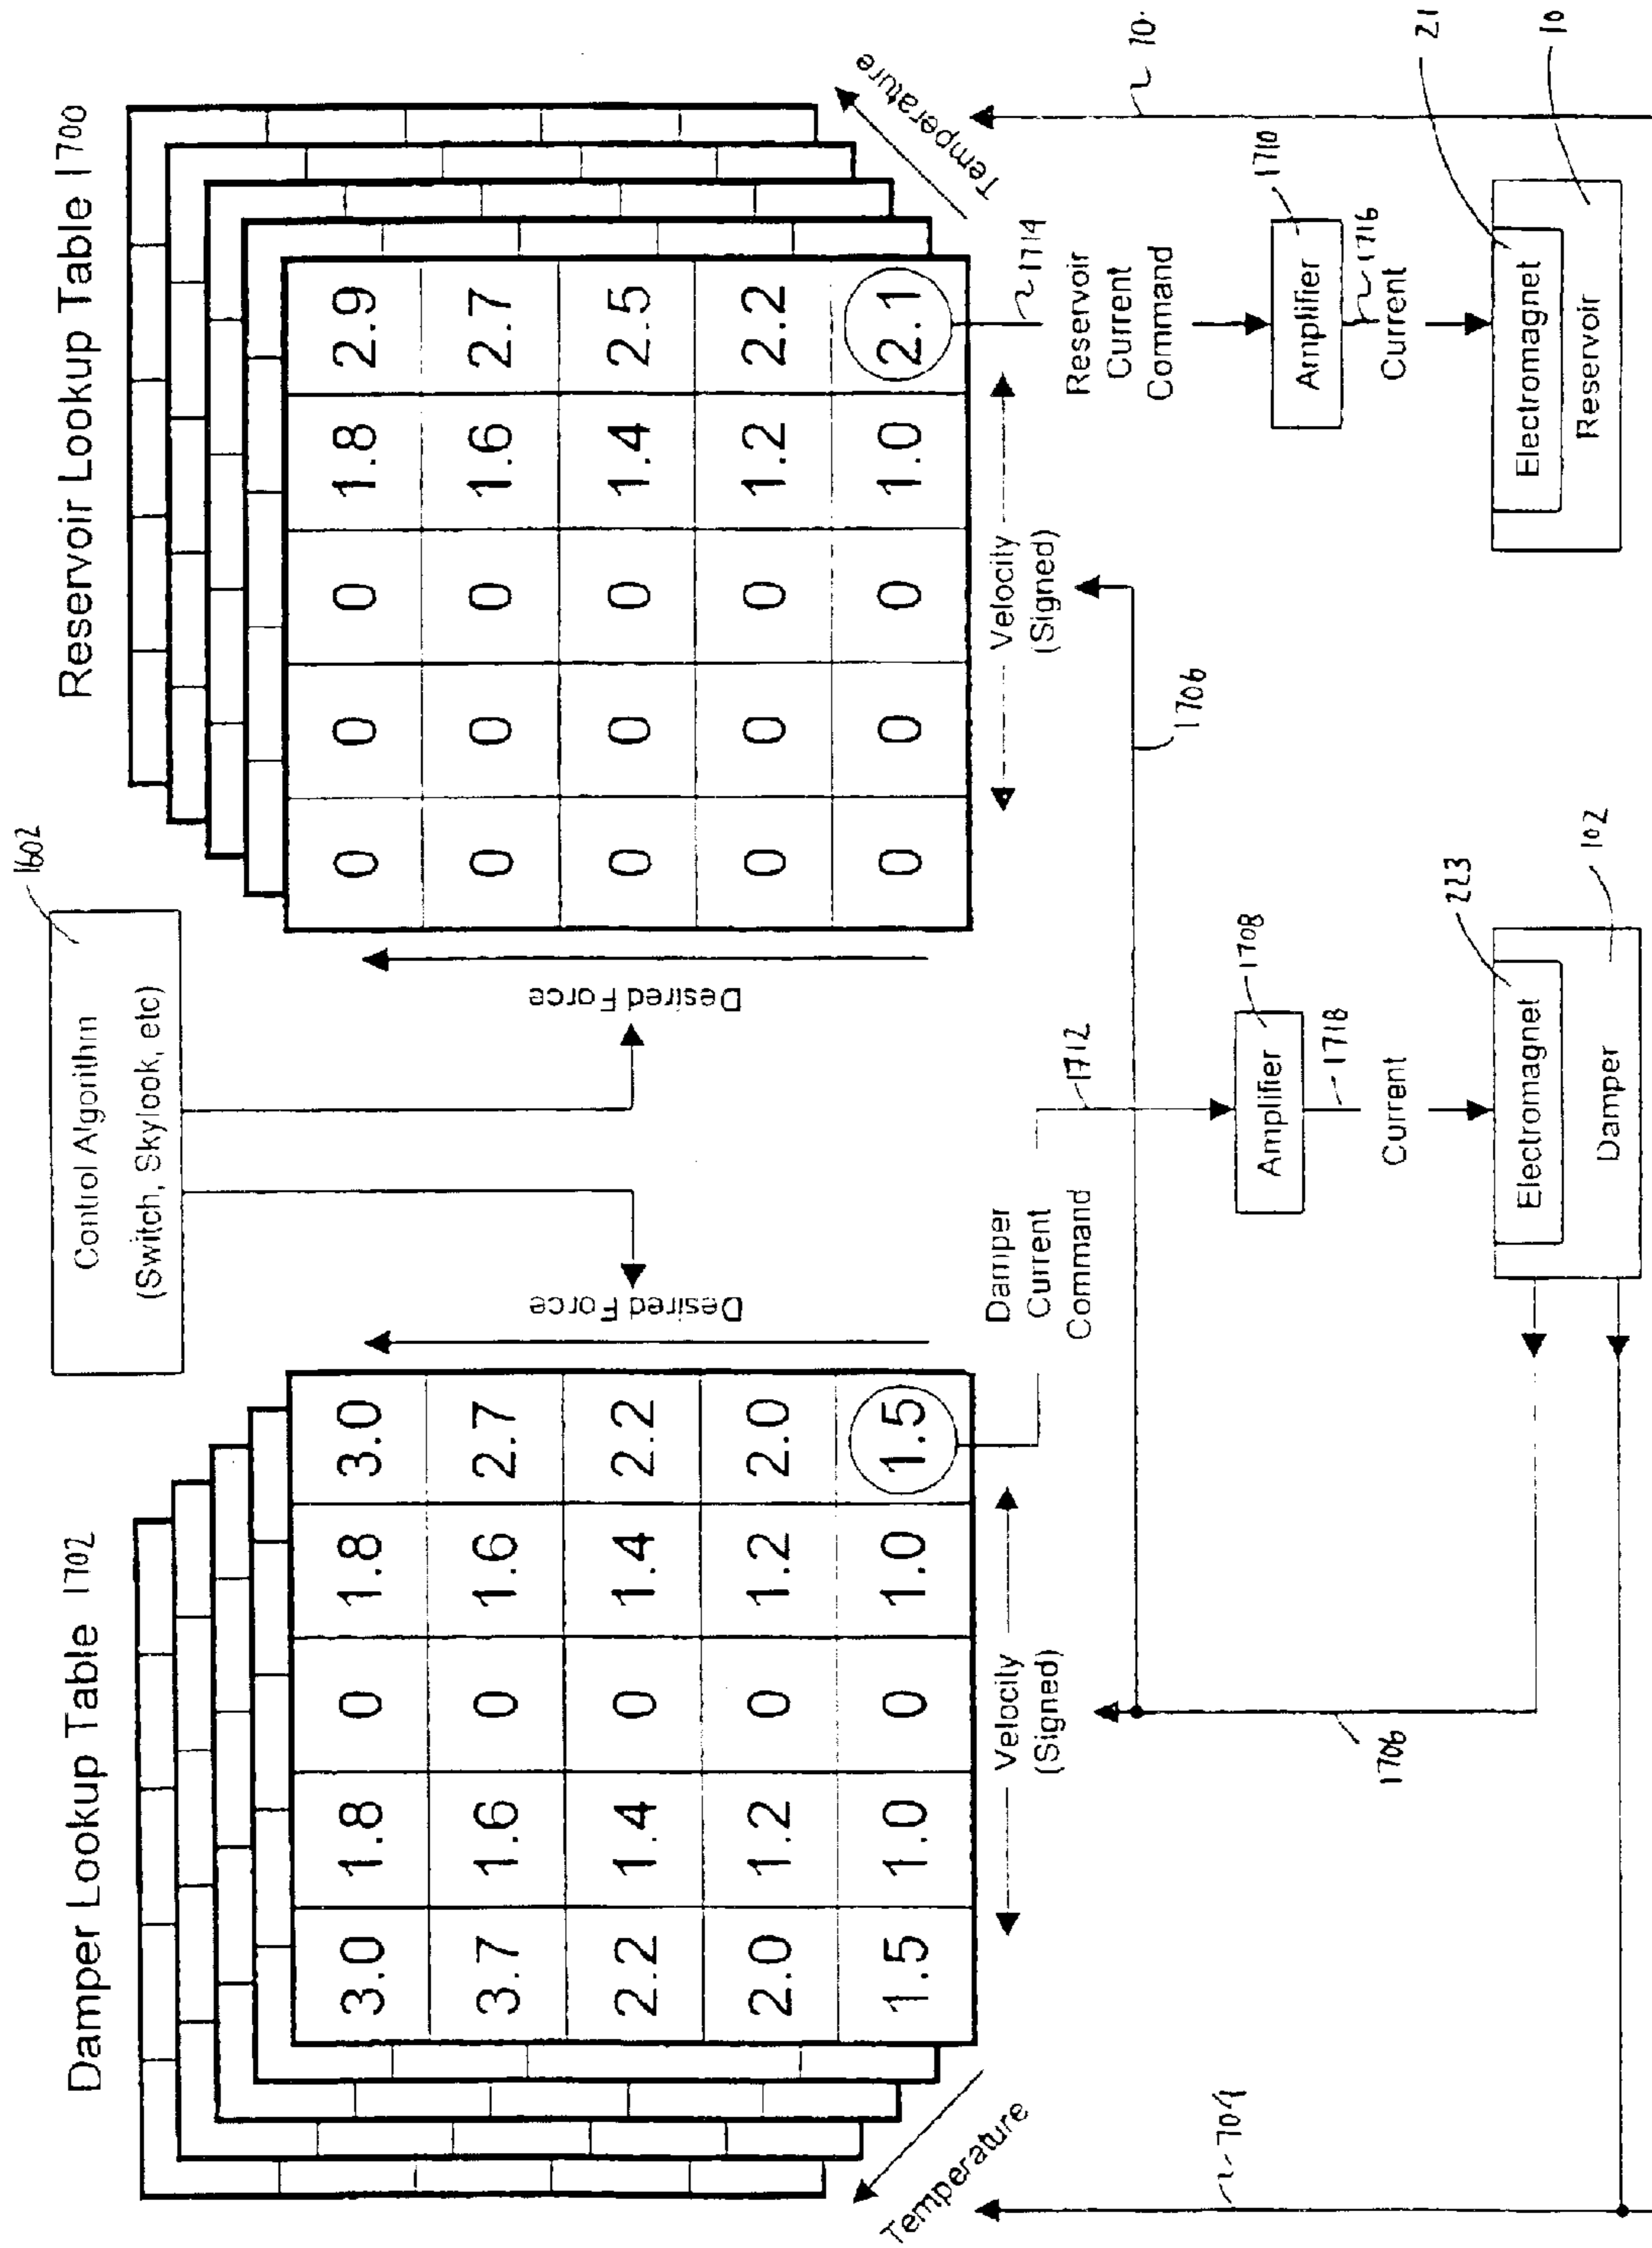 Damper Lookup Table 1702
3.0 1.8 0 1.8 3.0
3.7 1.6 0 1.6 2.7
2.2 1.4 0 1.4 2.2
2.0 1.2 0 1.2 2.0
1.5 1.0 0 1.0 1.5
Temperature
Velocity
(Signed)
Desired Force
1602
Control Algorithm
(Switch, Skylook, etc)
Reservoir Lookup Table 1700
0 0 0 1.8 2.9
0 0 0 1.6 2.7
0 0 0 1.4 2.5
0 0 0 1.2 2.2
0 0 0 1.0 2.1
Desired Force
Velocity
(Signed)
Temperature
Damper
Current
Command
1712
1706
1706
1708
Amplifier
1718
Current
223
Electromagnet
102
Damper
1714
Reservoir
Current
Command
1710
Amplifier
1716
Current
21
Electromagnet
10
Reservoir
10
704